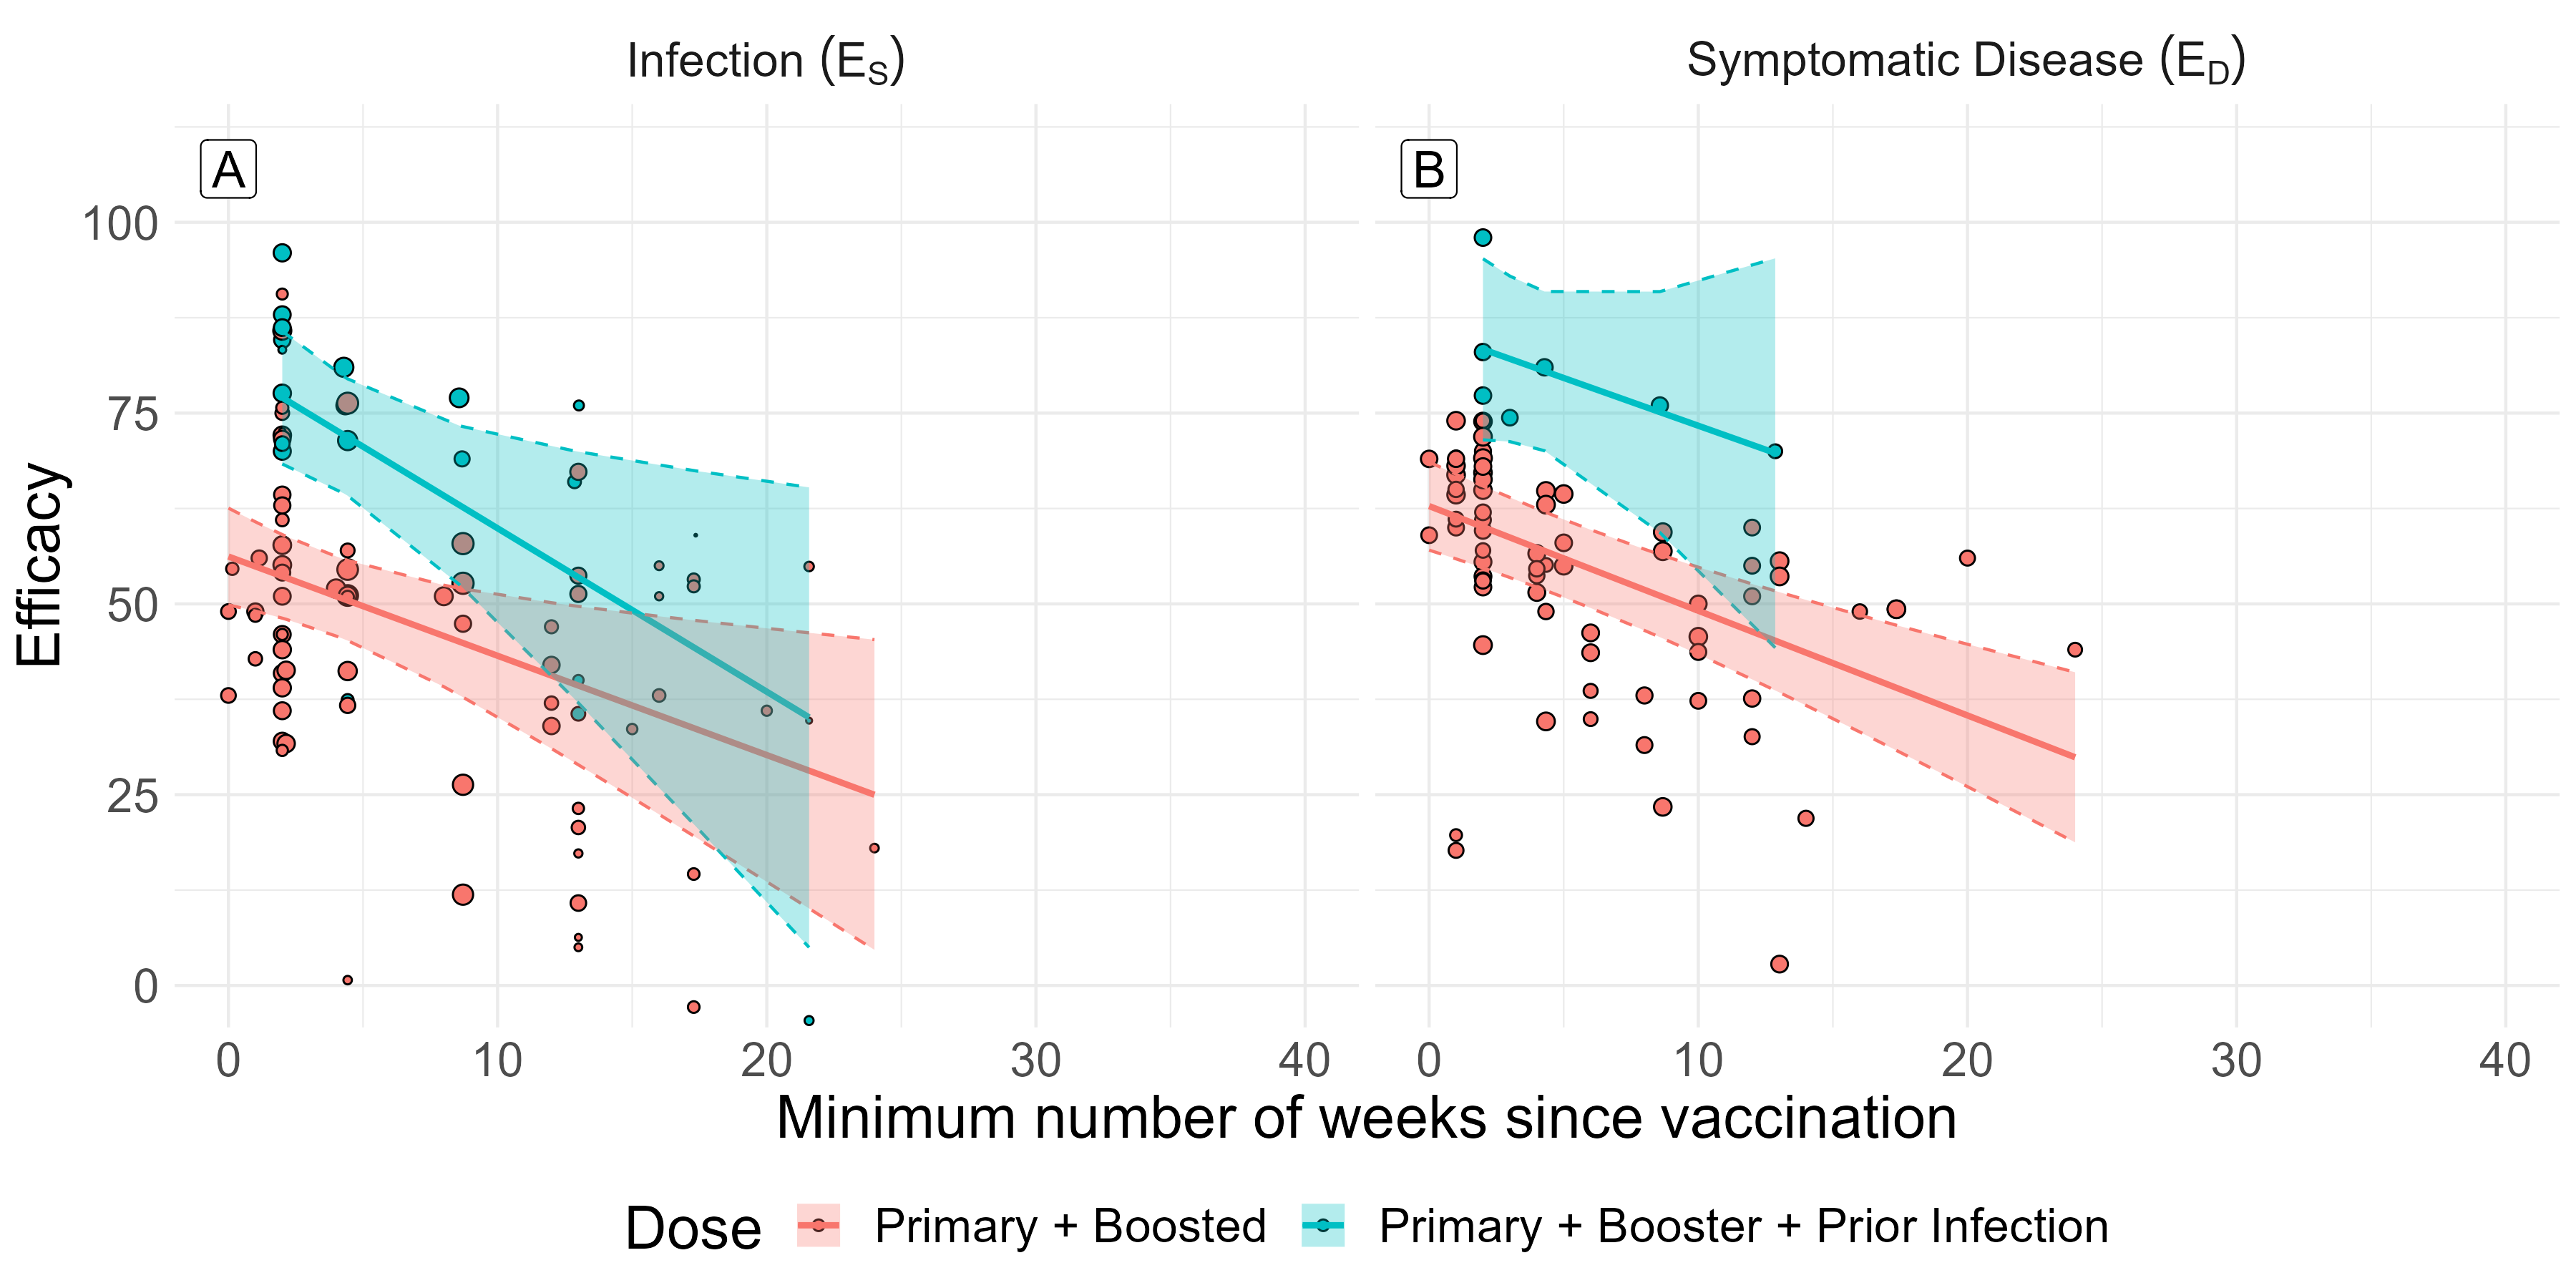 Infection (E_S) Symptomatic Disease (E_D)
A B
100
75
50
25
0
Efficacy
0 10 20 30 40 0 10 20 30 40
Minimum number of weeks since vaccination
Dose Primary + Boosted Primary + Booster + Prior Infection